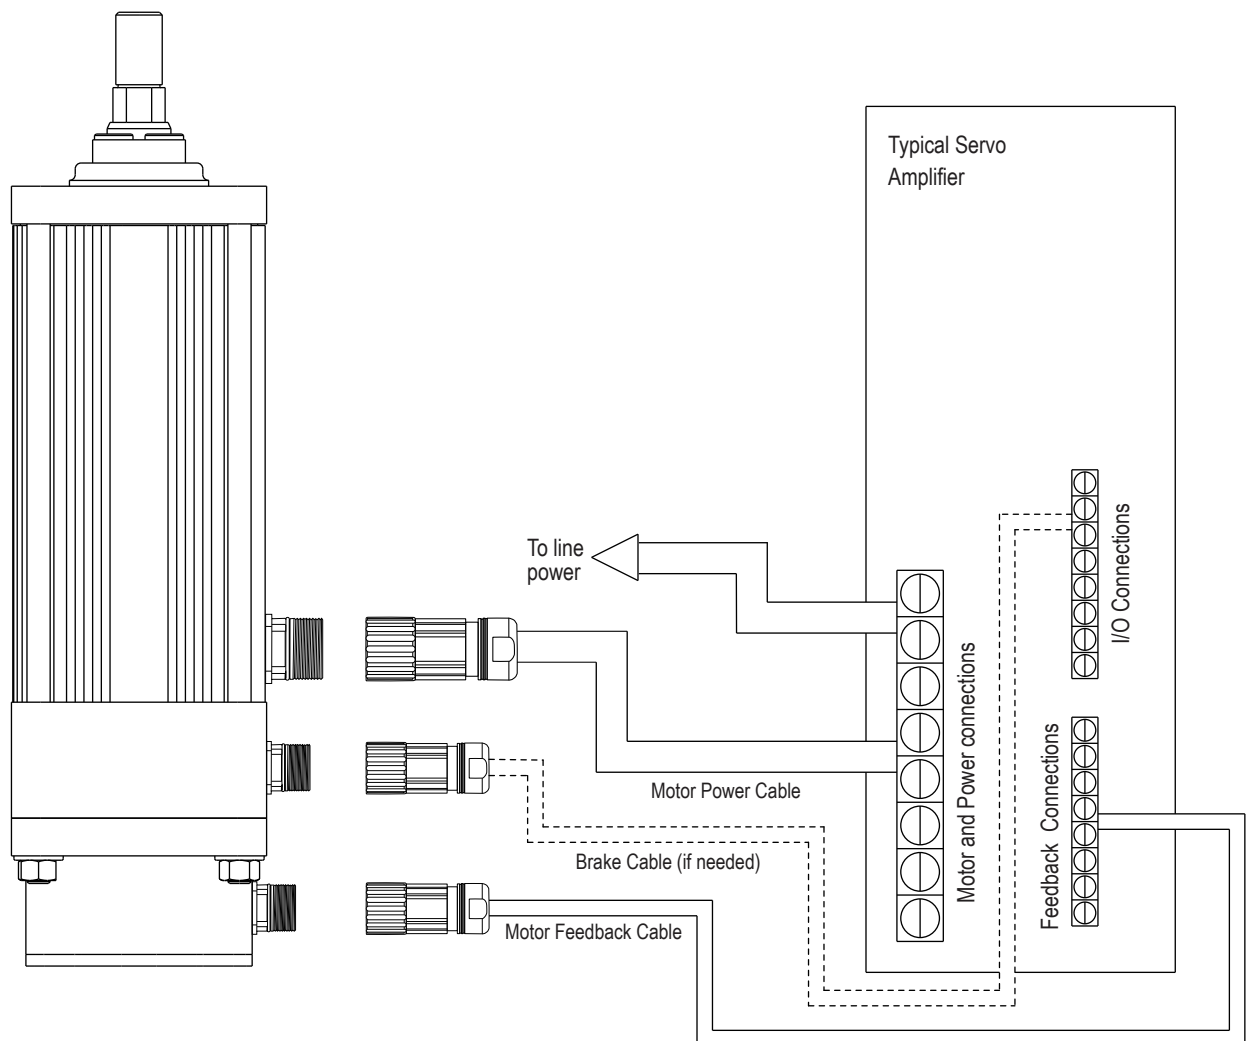 Typical Servo
Amplifier
To line
power
I/O Connections
Motor and Power connections
Feedback Connections
Motor Power Cable
Brake Cable (if needed)
Motor Feedback Cable